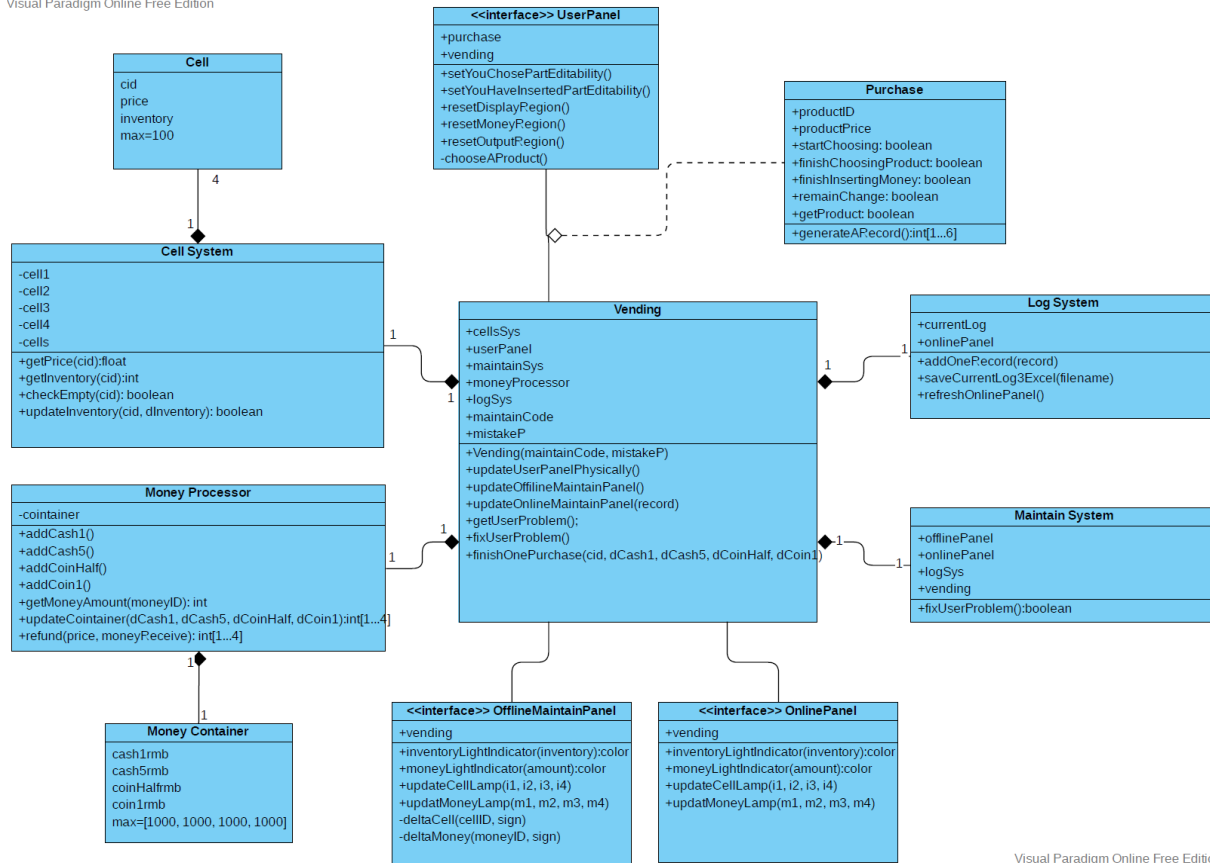 Visual Paradigm Online Free Edition
<<interface>> UserPanel
+purchase
+vending
+setYouChosePartEditability()
+setYouHaveInsertedPartEditability()
+resetDisplayRegion()
+resetMoneyRegion()
+resetOutputRegion()
-chooseAProduct()
Cell
cid
price
inventory
max=100
4
1
Purchase
+productID
+productPrice
+startChoosing: boolean
+finishChoosingProduct: boolean
+finishInsertingMoney: boolean
+remainChange: boolean
+getProduct: boolean
+generateARecord():int[1...6]
Cell System
-cell1
-cell2
-cell3
-cell4
-cells
+getPrice(cid):float
+getInventory(cid):int
+checkEmpty(cid): boolean
+updateInventory(cid, dInventory): boolean
1
1
Vending
+cellsSys
+userPanel
+maintainSys
+moneyProcessor
+logSys
+maintainCode
+mistakeP
+Vending(maintainCode, mistakeP)
+updateUserPanelPhysically()
+updateOffilineMaintainPanel()
+updateOnlineMaintainPanel(record)
+getUserProblem();
+fixUserProblem()
+finishOnePurchase(cid, dCash1, dCash5, dCoinHalf, dCoin1)
1
1
Log System
+currentLog
+onlinePanel
+addOneRecord(record)
+saveCurrentLog3Excel(filename)
+refreshOnlinePanel()
Money Processor
-cointainer
+addCash1()
+addCash5()
+addCoinHalf()
+addCoin1()
+getMoneyAmount(moneyID): int
+updateCointainer(dCash1, dCash5, dCoinHalf, dCoin1):int[1...4]
+refund(price, moneyReceive): int[1...4]
1
1
1
1
Maintain System
+offlinePanel
+onlinePanel
+logSys
+vending
+fixUserProblem():boolean
1
1
Money Container
cash1rmb
cash5rmb
coinHalfrmb
coin1rmb
max=[1000, 1000, 1000, 1000]
<<interface>> OfflineMaintainPanel
+vending
+inventoryLightIndicator(inventory):color
+moneyLightIndicator(amount):color
+updateCellLamp(i1, i2, i3, i4)
+updatMoneyLamp(m1, m2, m3, m4)
-deltaCell(cellID, sign)
-deltaMoney(moneyID, sign)
<<interface>> OnlinePanel
+vending
+inventoryLightIndicator(inventory):color
+moneyLightIndicator(amount):color
+updateCellLamp(i1, i2, i3, i4)
+updatMoneyLamp(m1, m2, m3, m4)
Visual Paradigm Online Free Editio